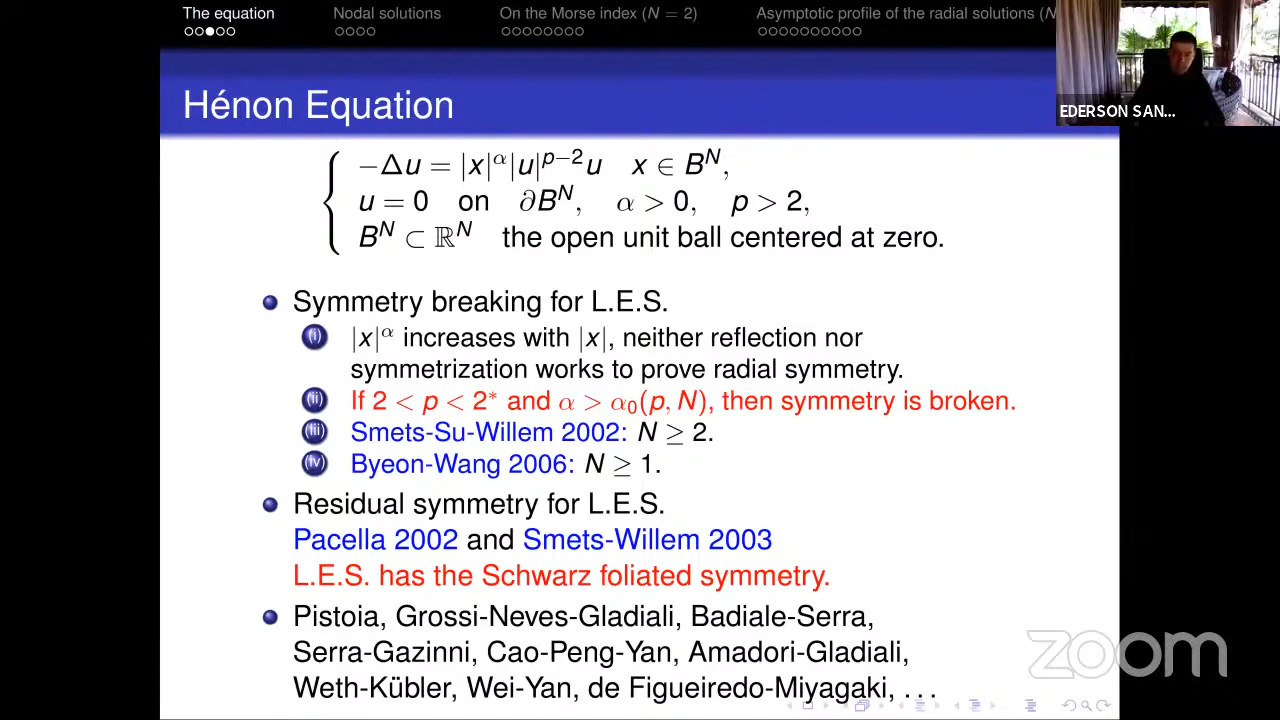 The equation
Nodal solutions
On the Morse index (N = 2)
Asymptotic profile of the radial solutions (N
EDERSON SAN...
Hénon Equation
−Δu = |x|^α|u|^{p−2}u x ∈ B^N,
u = 0 on ∂B^N, α > 0, p > 2,
B^N ⊂ ℝ^N the open unit ball centered at zero.
Symmetry breaking for L.E.S.
(i) |x|^α increases with |x|, neither reflection nor
symmetrization works to prove radial symmetry.
(ii) If 2 < p < 2* and α > α₀(p, N), then symmetry is broken.
(iii) Smets-Su-Willem 2002: N ≥ 2.
(iv) Byeon-Wang 2006: N ≥ 1.
Residual symmetry for L.E.S.
Pacella 2002 and Smets-Willem 2003
L.E.S. has the Schwarz foliated symmetry.
Pistoia, Grossi-Neves-Gladiali, Badiale-Serra,
Serra-Gazinni, Cao-Peng-Yan, Amadori-Gladiali,
Weth-Kübler, Wei-Yan, de Figueiredo-Miyagaki, ...
zoom